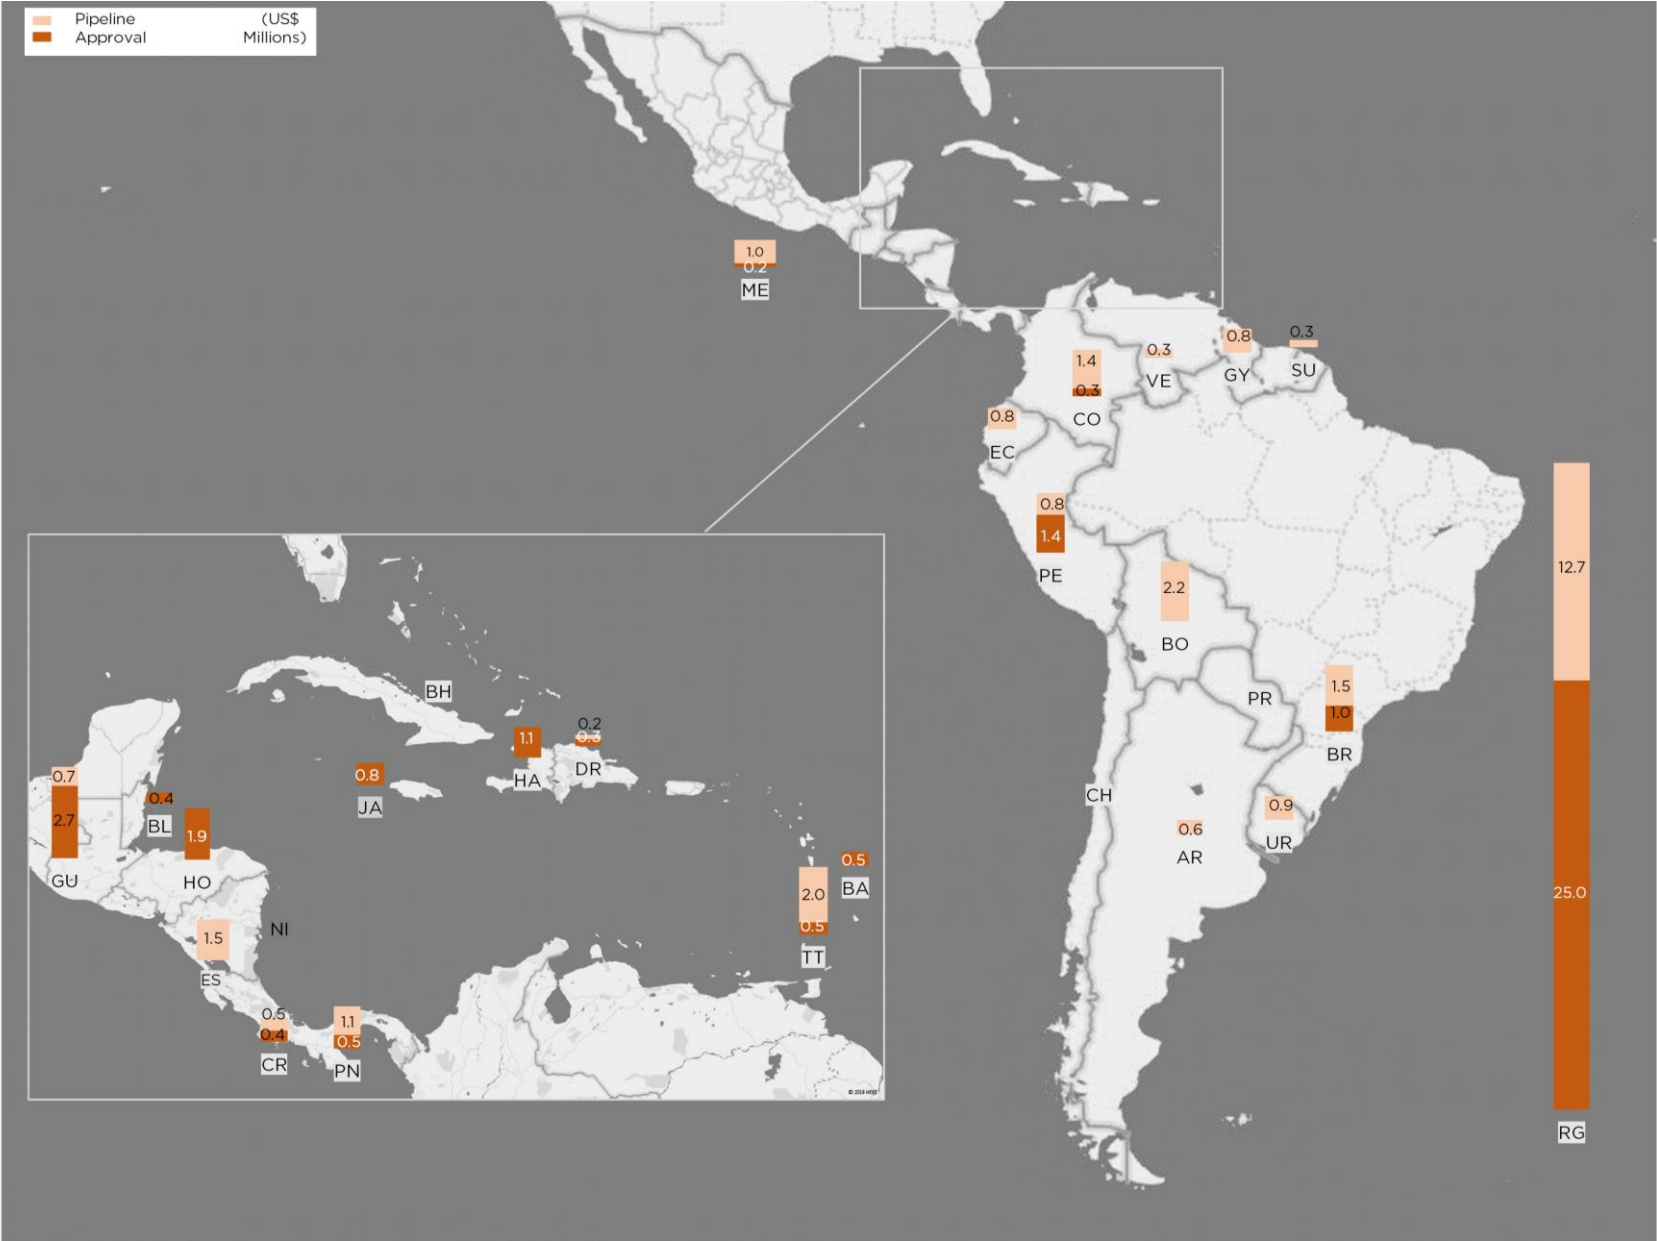 Pipeline (US$
Approval Millions)
1.0
0.2
ME
0.3
0.8
0.3
1.4
VE
GY
SU
0.3
CO
0.8
EC
0.8
1.4
PE
12.7
2.2
BO
1.5
1.0
BR
PR
CH
0.9
UR
0.6
AR
25.0
RG
BH
0.2
0.3
DR
1.1
HA
0.8
JA
0.7
2.7
GU
0.4
BL
1.9
HO
0.5
BA
2.0
0.5
TT
NI
1.5
ES
0.5
0.4
CR
1.1
0.5
PN